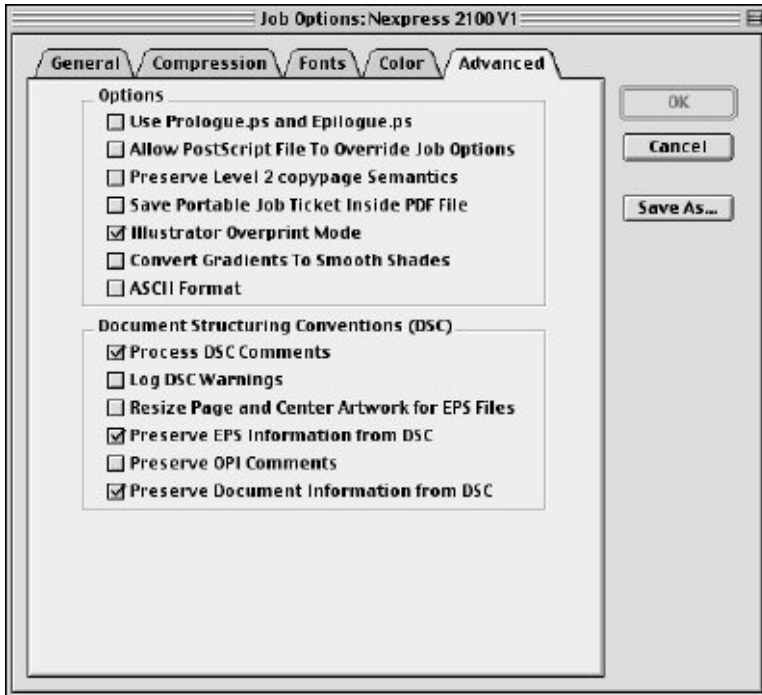 Job Options: Nexpress 2100 V1
General Compression Fonts Color Advanced
Options
Use Prologue.ps and Epilogue.ps
Allow PostScript File To Override Job Options
Preserve Level 2 copypage Semantics
Save Portable Job Ticket Inside PDF File
Illustrator Overprint Mode
Convert Gradients To Smooth Shades
ASCII Format
Document Structuring Conventions (DSC)
Process DSC Comments
Log DSC Warnings
Resize Page and Center Artwork for EPS Files
Preserve EPS Information from DSC
Preserve OPI Comments
Preserve Document Information from DSC
OK
Cancel
Save As...